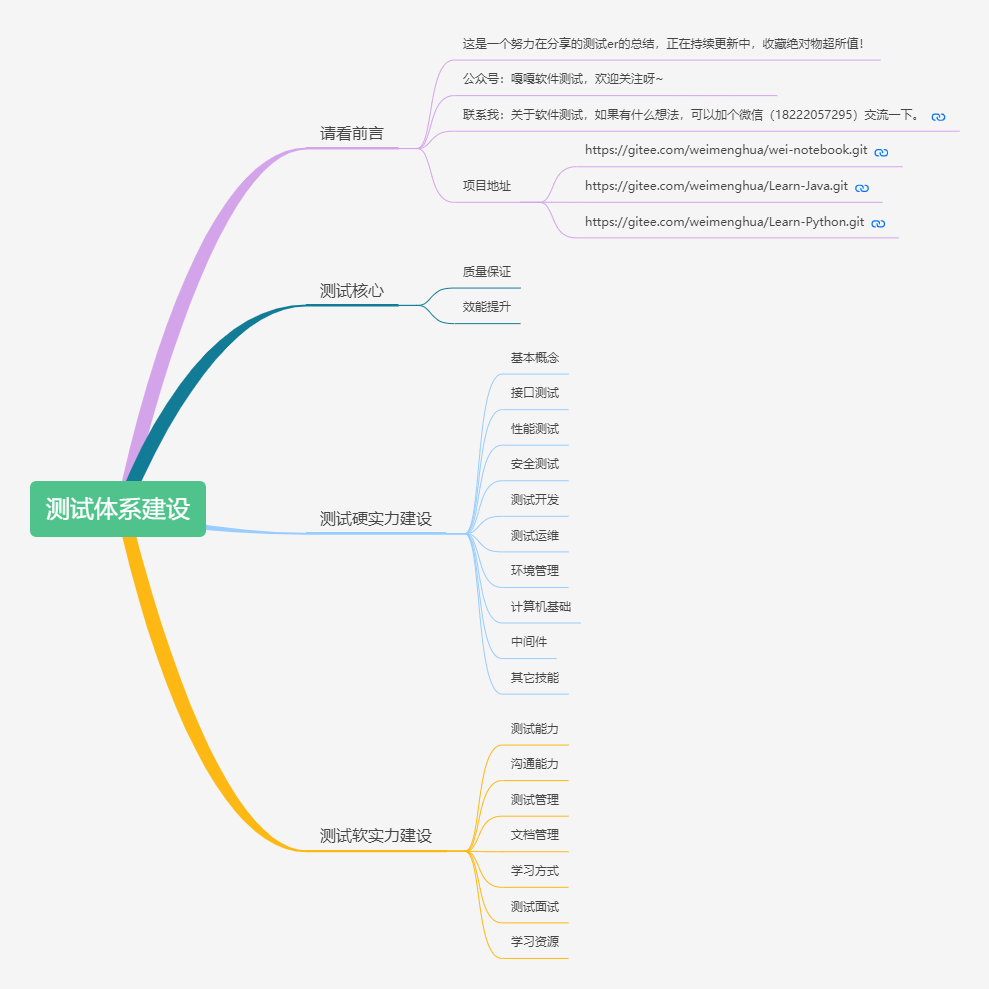 这是一个努力在分享的测试er的总结，正在持续更新中，收藏绝对物超所值！
公众号：嘎嘎软件测试，欢迎关注呀~
联系我：关于软件测试，如果有什么想法，可以加个微信（18222057295）交流一下。
请看前言
https://gitee.com/weimenghua/wei-notebook.git
项目地址
https://gitee.com/weimenghua/Learn-Java.git
https://gitee.com/weimenghua/Learn-Python.git
质量保证
测试核心
效能提升
基本概念
接口测试
性能测试
安全测试
测试开发
测试体系建设
测试硬实力建设
测试运维
环境管理
计算机基础
中间件
其它技能
测试能力
沟通能力
测试管理
测试软实力建设
文档管理
学习方式
测试面试
学习资源